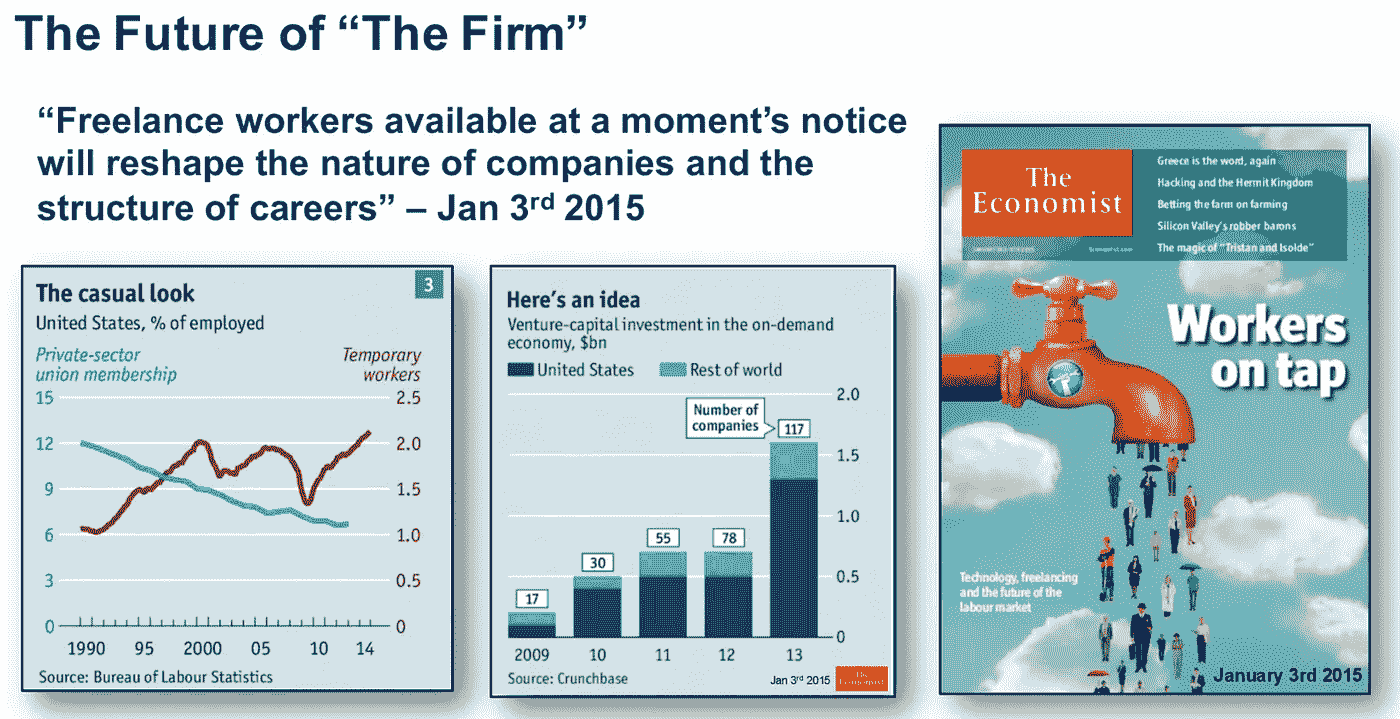 The Future of “The Firm”
“Freelance workers available at a moment’s notice
will reshape the nature of companies and the
structure of careers” – Jan 3rd 2015
The casual look
3
United States, % of employed
Private-sector
union membership
Temporary
workers
15
2.5
12
2.0
9
1.5
6
1.0
3
0.5
0
0
1990
95
2000
05
10
14
Source: Bureau of Labour Statistics
Here’s an idea
Venture-capital investment in the on-demand
economy, $bn
United States
Rest of world
2.0
Number of
companies
117
1.5
1.0
55
78
30
0.5
17
0
2009
10
11
12
13
Source: Crunchbase
Jan 3rd 2015
The
Economist
The
Economist
Greece is the word, again
Hacking and the Hermit Kingdom
Betting the farm on farming
Silicon Valley’s robber barons
The magic of “Tristan and Isolde”
Economist.com
Workers
on tap
Technology, freelancing
and the future of the
labour market
January 3rd 2015